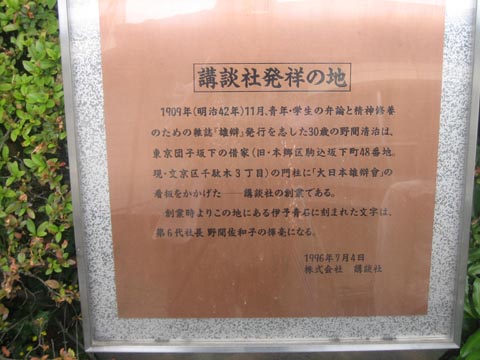 講談社発祥の地
1909年(明治42年)11月、青年・学生の弁論と精神修養
のための雑誌「雄辯」発行を志した30歳の野間清治は、
東京団子坂下の借家(旧・本郷区駒込坂下町48番地。
現・文京区千駄木3丁目)の門柱に「大日本雄辯會」の
看板をかかげた──講談社の創業である。
創業時よりこの地にある伊予青石に刻まれた文字は、
第6代社長 野間佐和子の揮毫になる。
1996年7月4日
株式会社 講談社